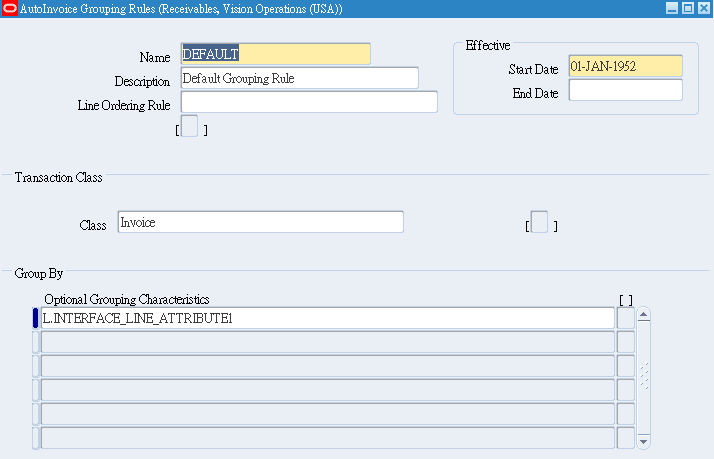 AutoInvoice Grouping Rules (Receivables, Vision Operations (USA))
Name DEFAULT
Description Default Grouping Rule
Line Ordering Rule
[ ]
Effective
Start Date 01-JAN-1952
End Date
Transaction Class
Class Invoice [ ]
Group By
Optional Grouping Characteristics [ ]
L.INTERFACE_LINE_ATTRIBUTE1